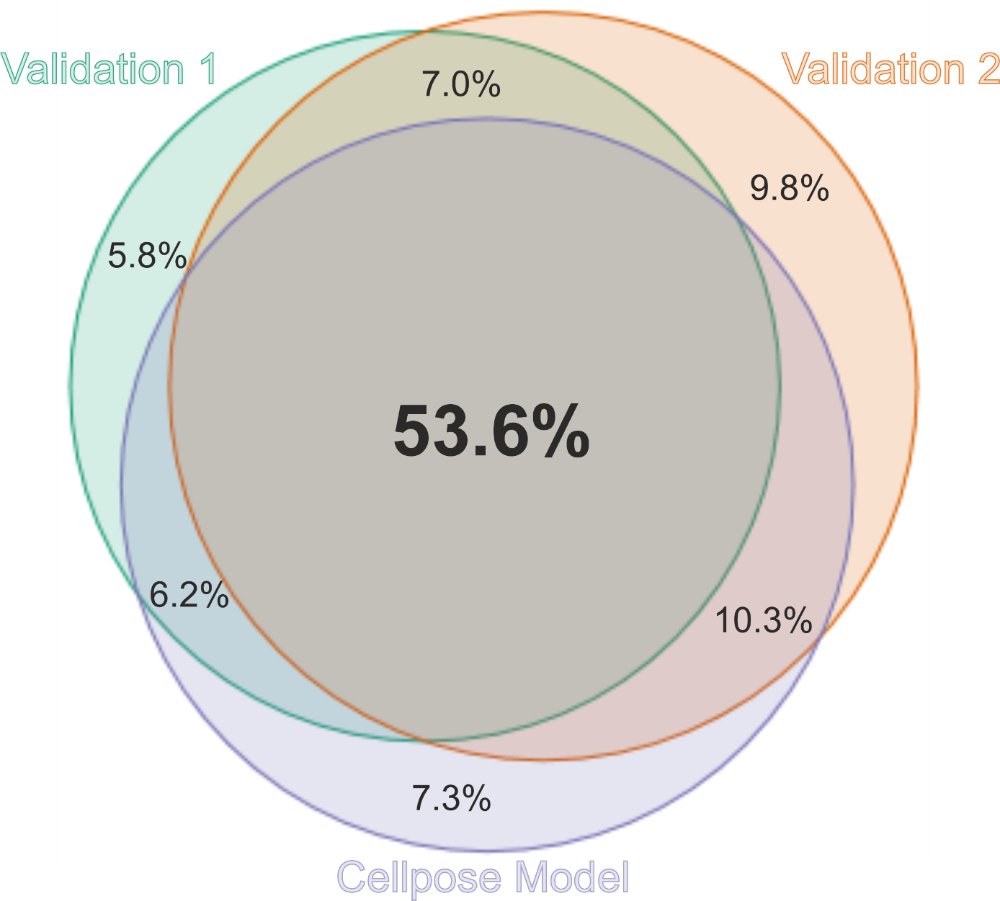 Validation 1
Validation 2
7.0%
9.8%
5.8%
53.6%
6.2%
10.3%
7.3%
Cellpose Model